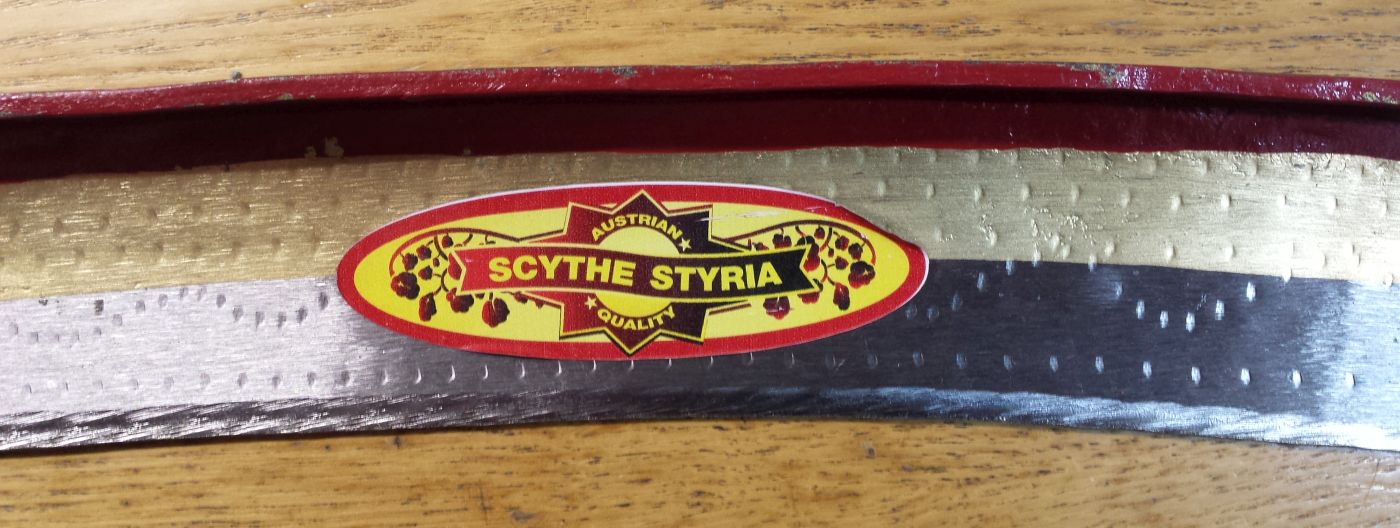 AUSTRIAN
SCYTHE STYRIA
QUALITY